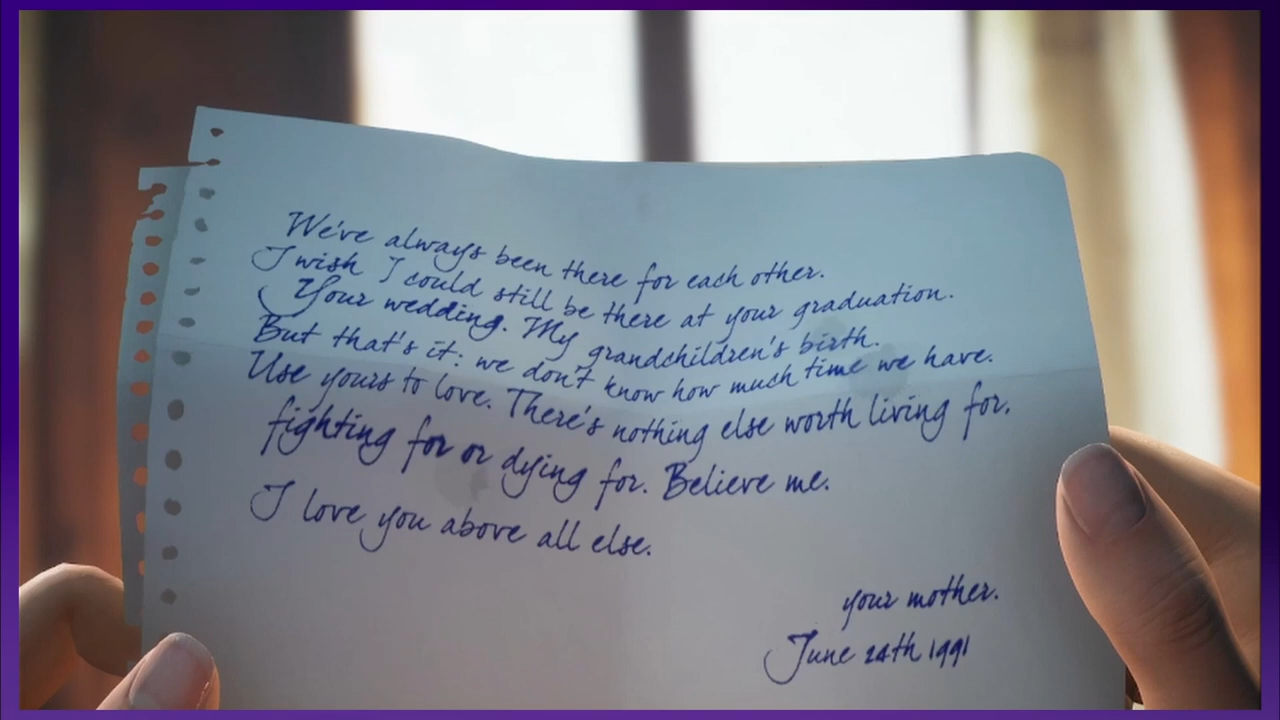 We've always been there for each other.
I wish I could still be there at your graduation.
Your wedding. My grandchildren's birth.
But that's it: we don't know how much time we have.
Use yours to love. There's nothing else worth living for,
fighting for or dying for. Believe me.
I love you above all else.
your mother.
June 24th 1991